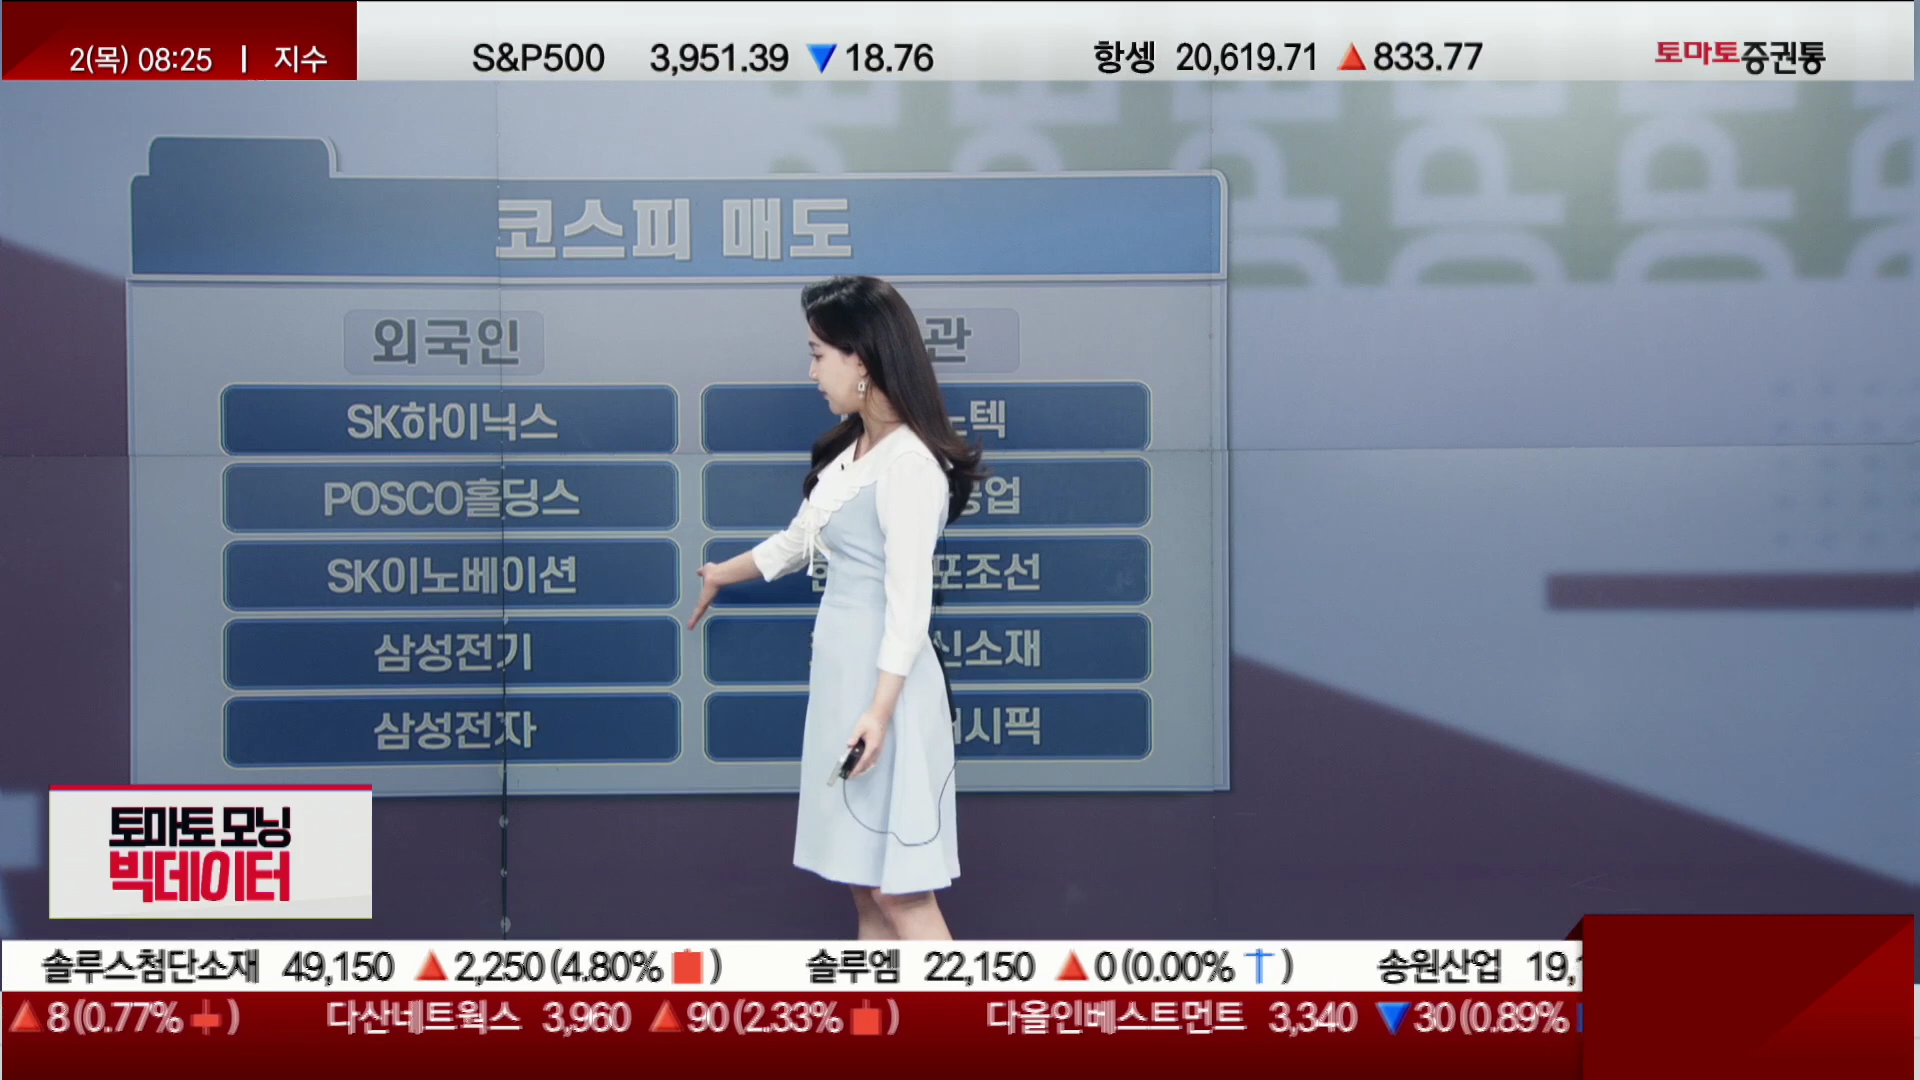 2(목) 08:25 | 지수
S&P500 3,951.39 ▼ 18.76
항셍 20,619.71 ▲ 833.77
토마토증권통
코스피 매도
외국인
SK하이닉스
POSCO홀딩스
SK이노베이션
삼성전기
삼성전자
관
텍
업
조선
신소재
시픽
토마토 모닝
빅데이터
솔루스첨단소재 49,150 ▲ 2,250 (4.80% ) 솔루엠 22,150 ▲ 0 (0.00% ) 송원산업 19,
▲ 8 (0.77% ) 다산네트웍스 3,960 ▲ 90 (2.33% ) 다올인베스트먼트 3,340 ▼ 30 (0.89%